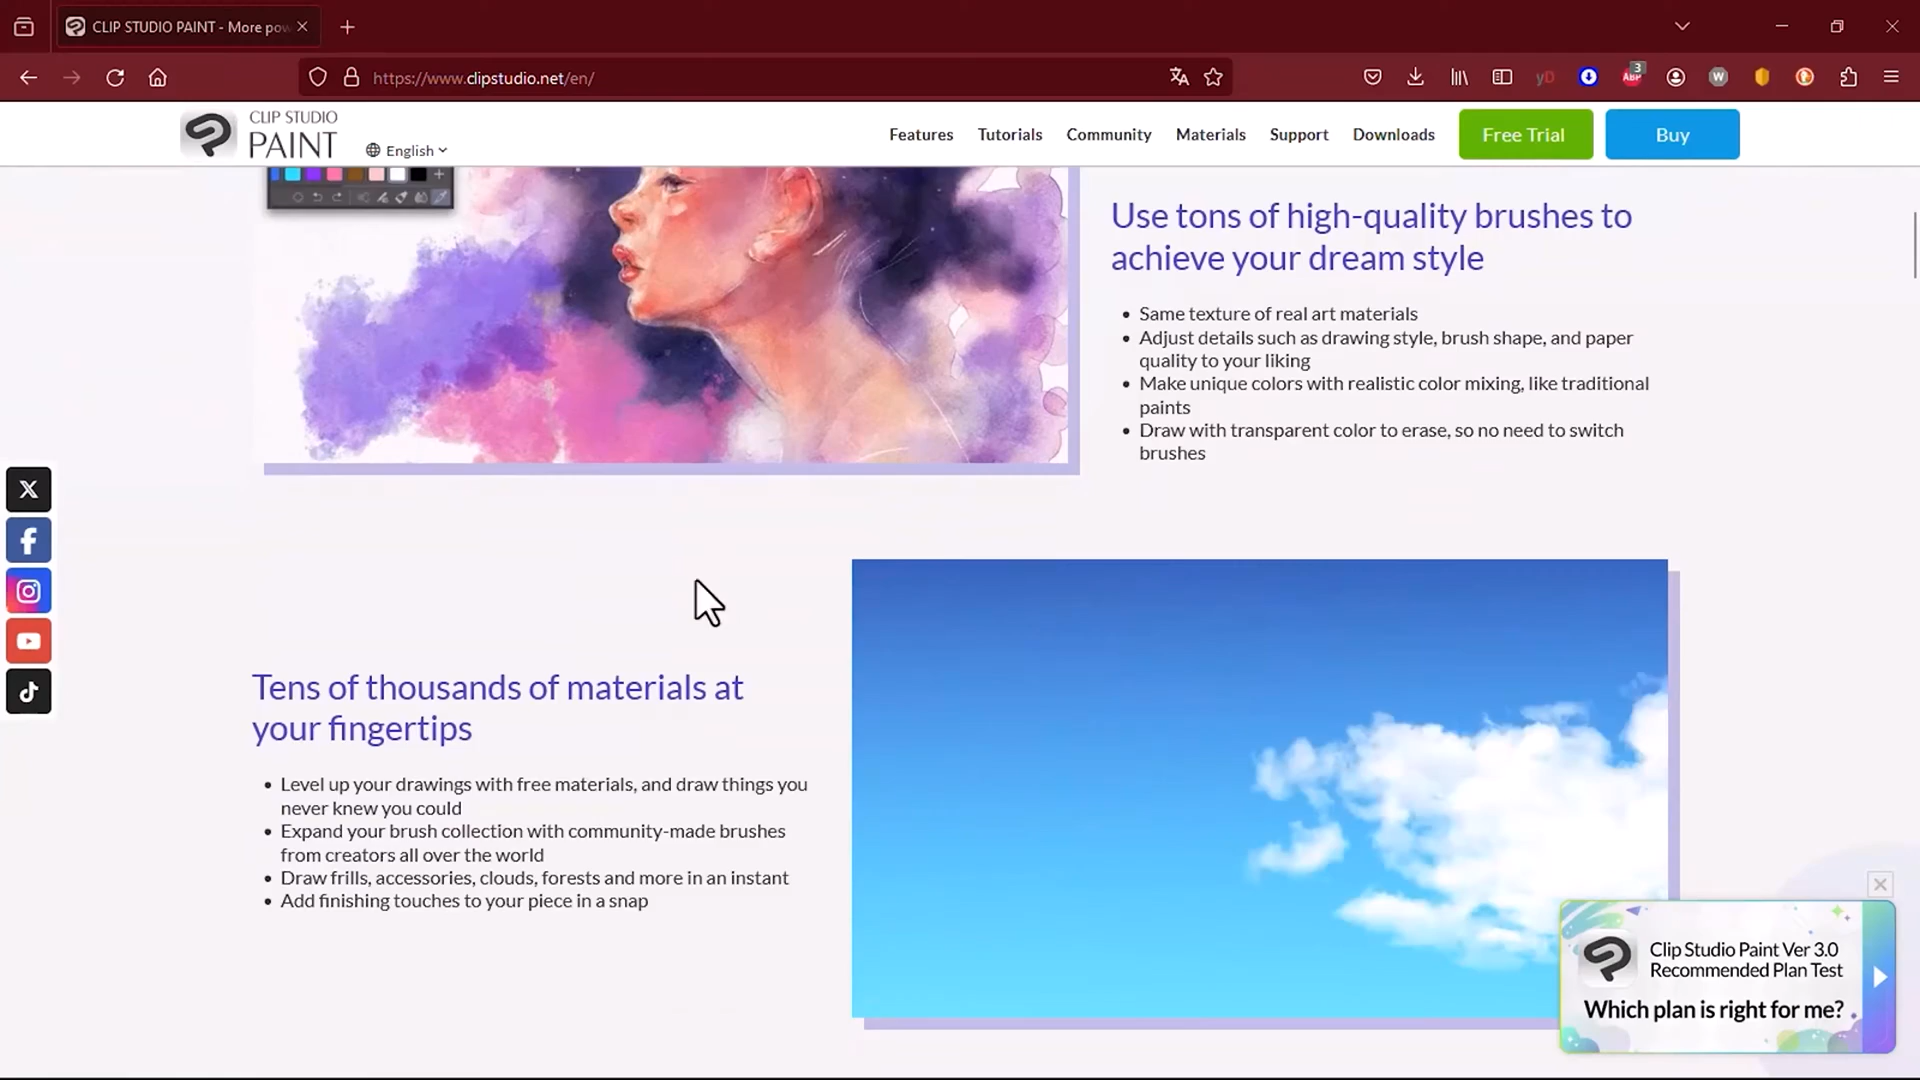 CLIP STUDIO PAINT - More pow
https://www.clipstudio.net/en/
3
yD
ABP
W
CLIP STUDIO
PAINT
English
Features
Tutorials
Community
Materials
Support
Downloads
Free Trial
Buy
Use tons of high-quality brushes to
achieve your dream style
Same texture of real art materials
Adjust details such as drawing style, brush shape, and paper
quality to your liking
Make unique colors with realistic color mixing, like traditional
paints
Draw with transparent color to erase, so no need to switch
brushes
Tens of thousands of materials at
your fingertips
Level up your drawings with free materials, and draw things you
never knew you could
Expand your brush collection with community-made brushes
from creators all over the world
Draw frills, accessories, clouds, forests and more in an instant
Add finishing touches to your piece in a snap
Clip Studio Paint Ver 3.0
Recommended Plan Test
Which plan is right for me?